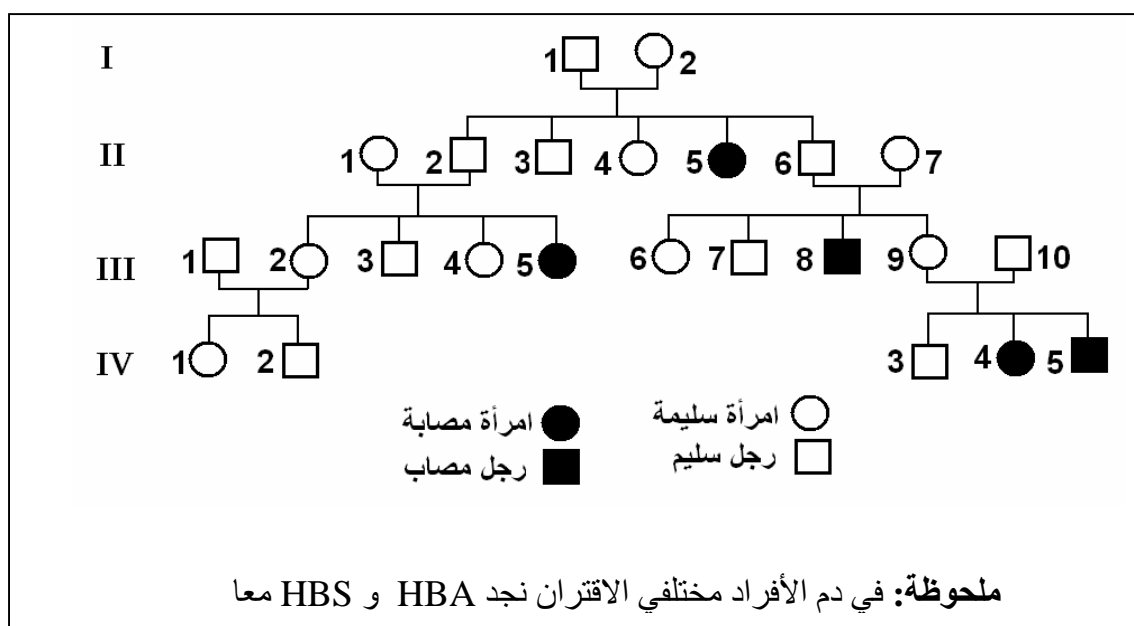 I
1 2
II
1 2 3 4 5 6 7
III
1 2 3 4 5 6 7 8 9 10
IV
1 2 3 4 5
امرأة مصابة امرأة سليمة
رجل مصاب رجل سليم
ملحوظة: في دم الأفراد مختلفي الاقتران نجد HBA و HBS معا